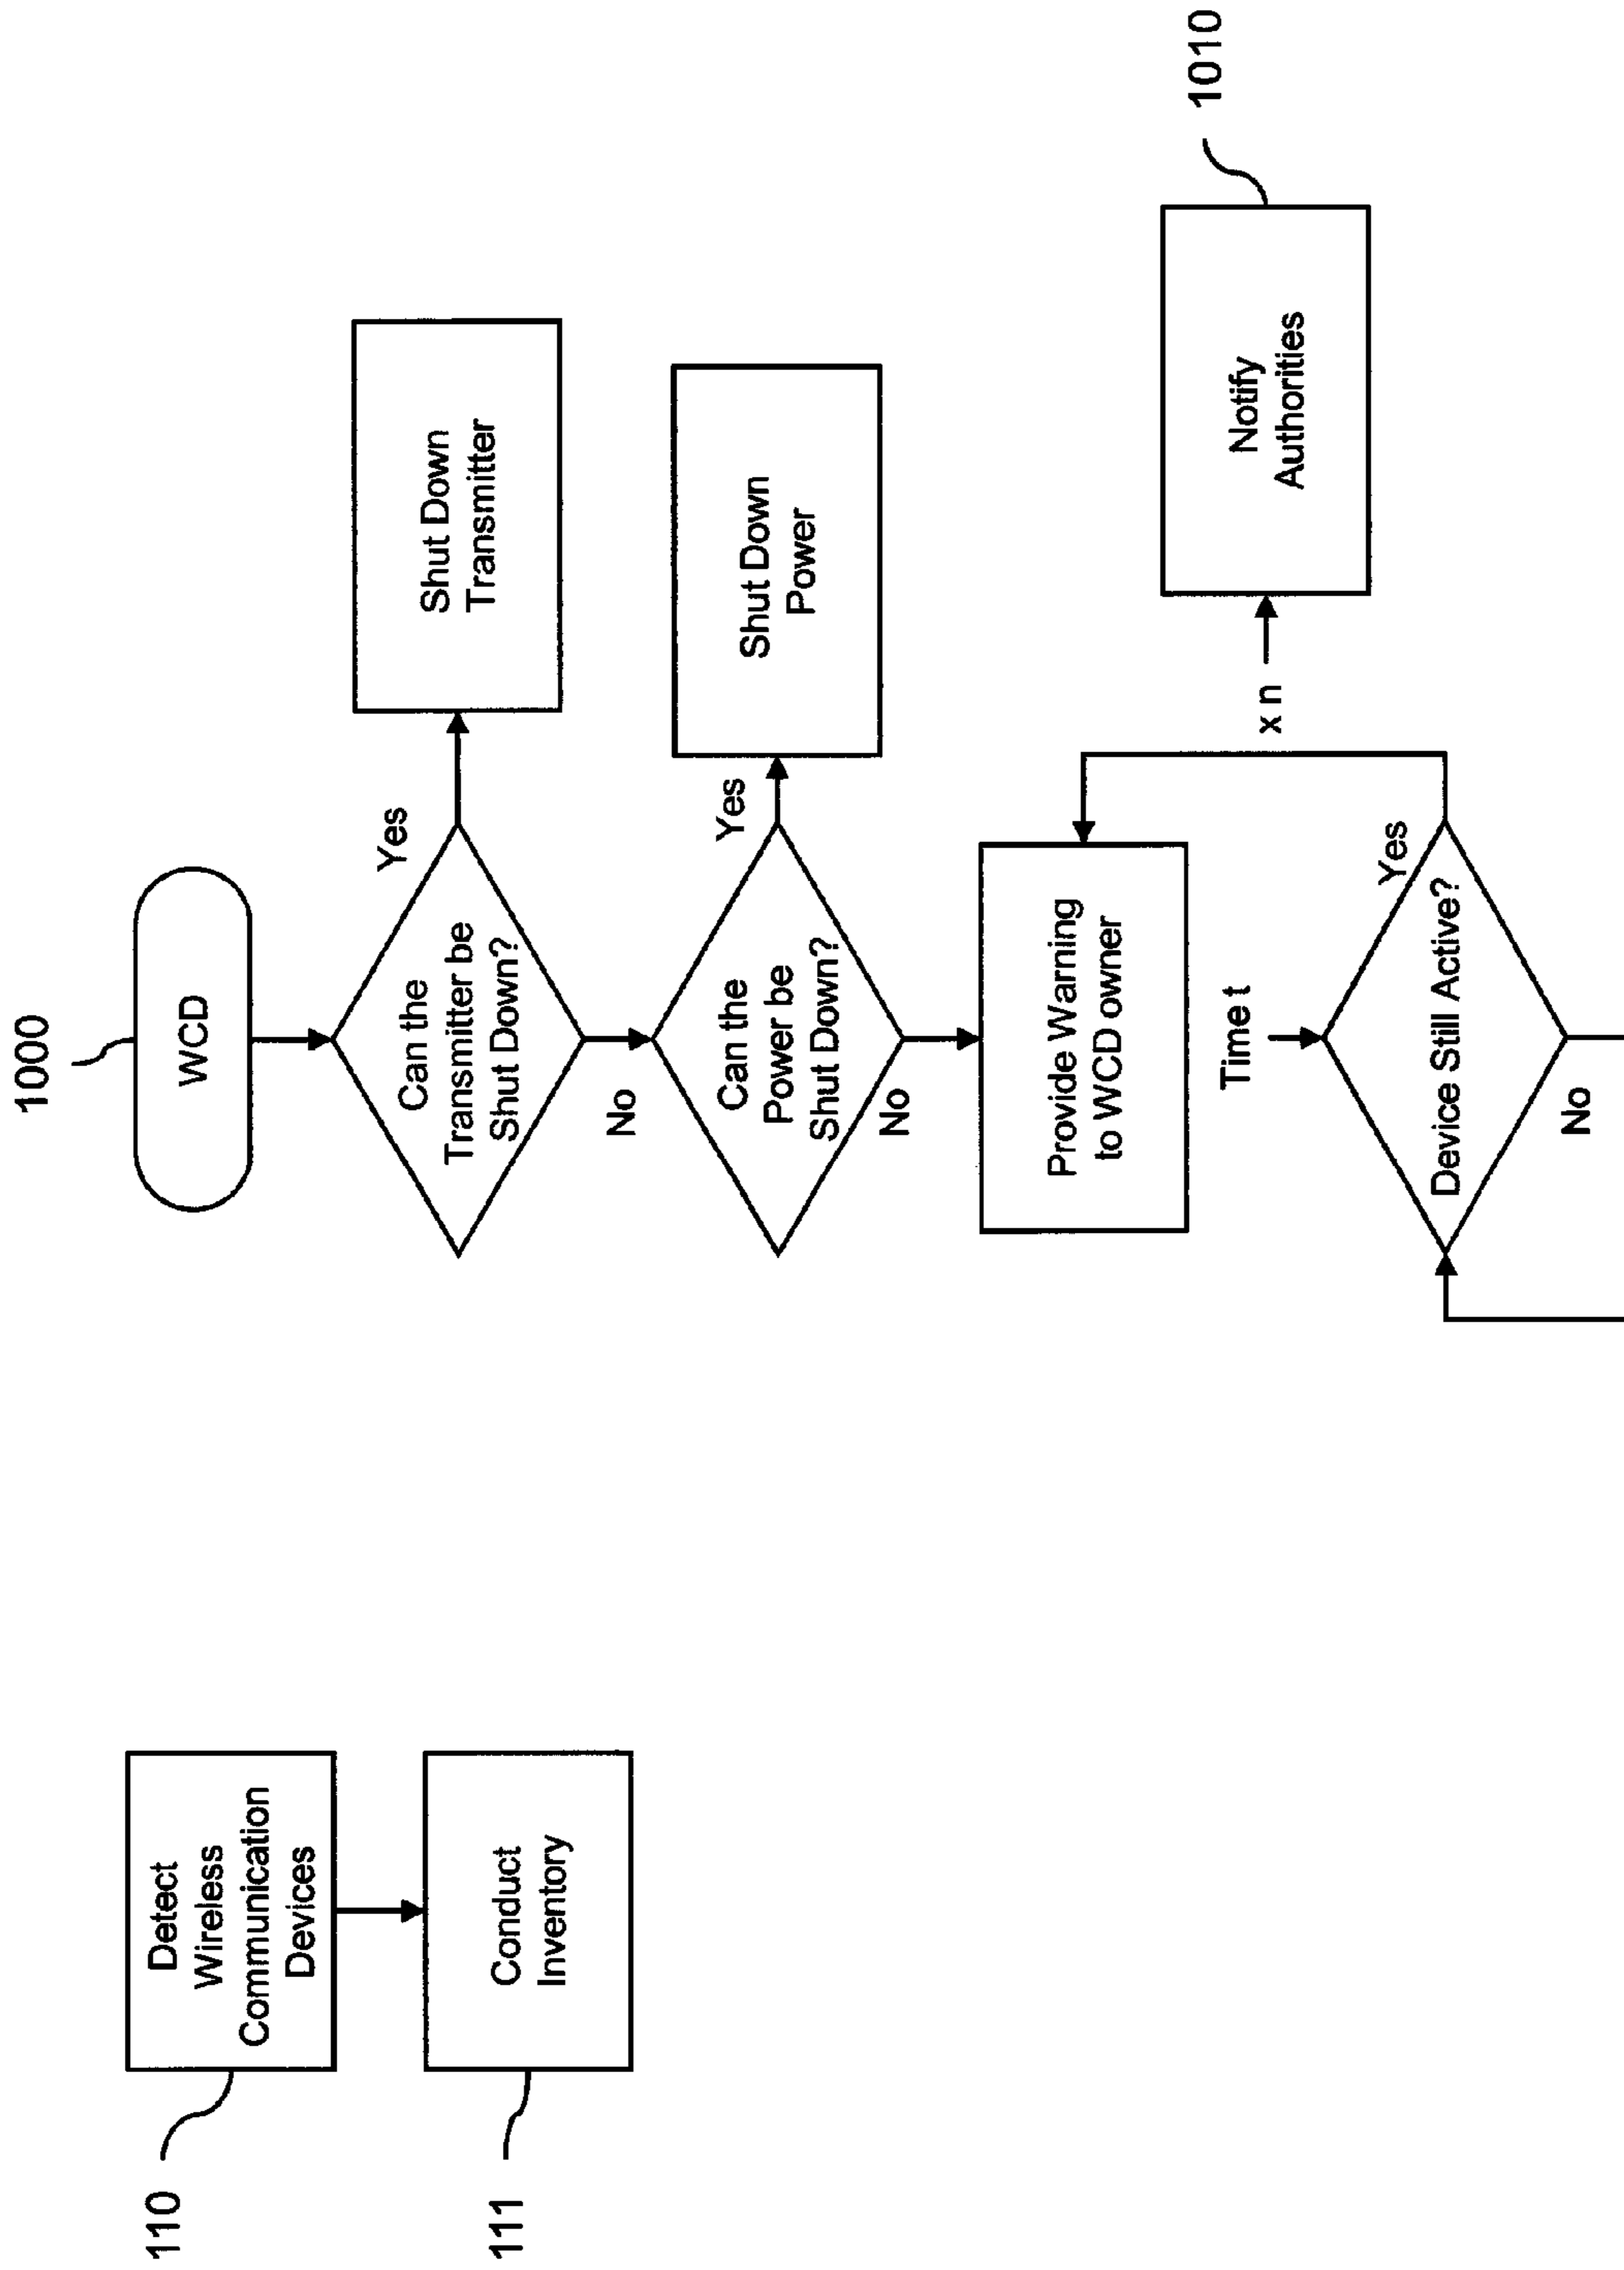 110
Detect
Wireless
Communication
Devices
111
Conduct
Inventory
1000
WCD
Can the
Transmitter be
Shut Down?
Yes
Shut Down
Transmitter
No
Can the
Power be
Shut Down?
Yes
Shut Down
Power
No
Provide Warning
to WCD owner
Time t
x n
Notify
Authorities
1010
Device Still Active?
Yes
No